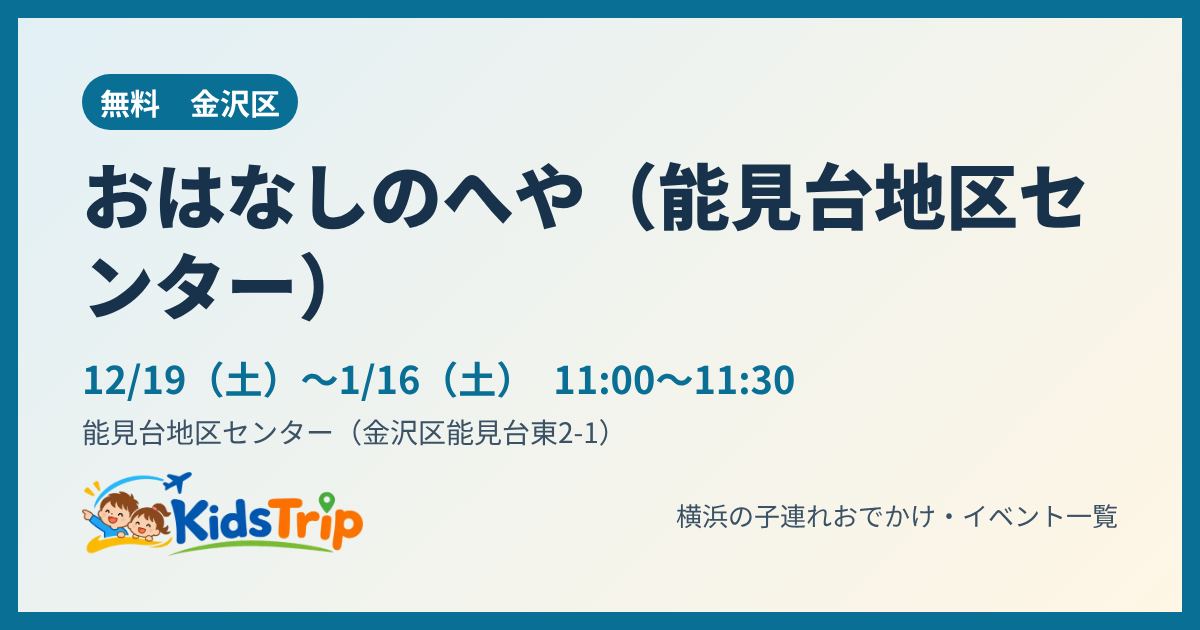 無料　金沢区
おはなしのへや（能見台地区セ
ンター）
12/19（土）〜1/16（土）　11:00〜11:30
能見台地区センター（金沢区能見台東2-1）
KidsTrip
横浜の子連れおでかけ・イベント一覧